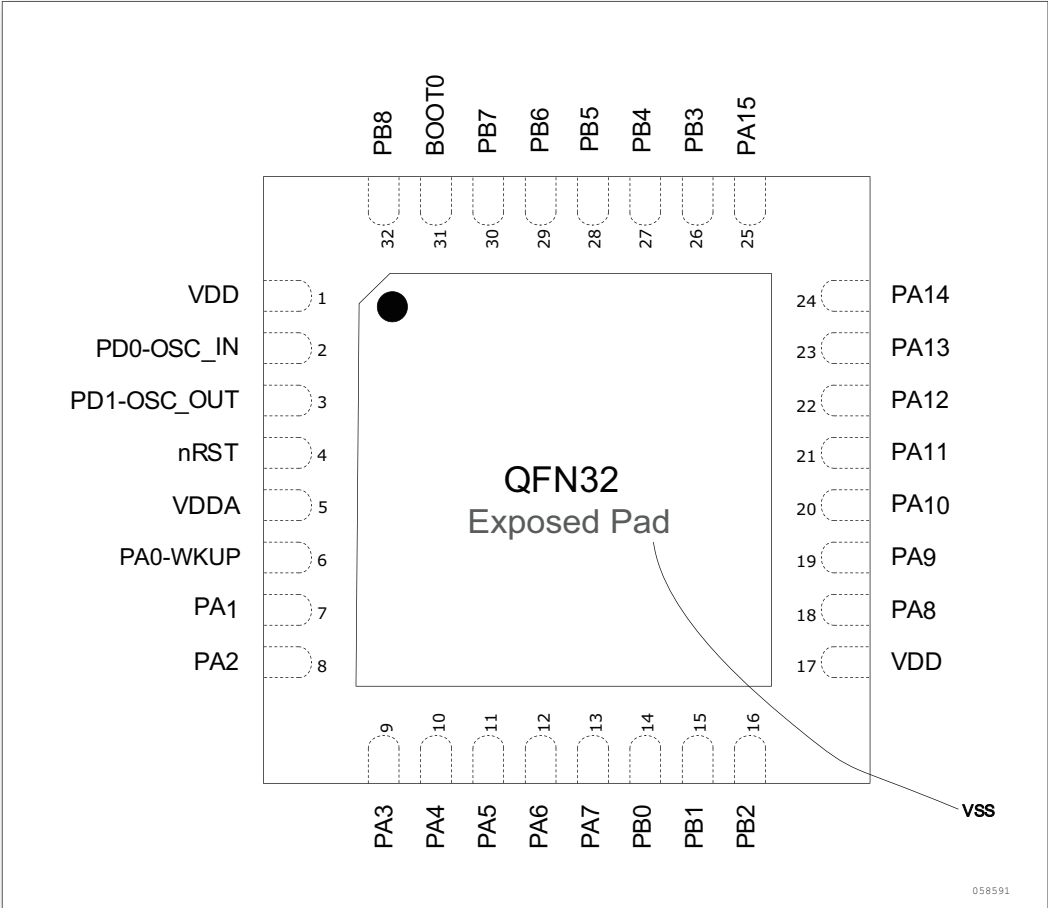 PB8
BOOT0
PB7
PB6
PB5
PB4
PB3
PA15
32
31
30
29
28
27
26
25
VDD 1
PD0-OSC_IN 2
PD1-OSC_OUT 3
nRST 4
VDDA 5
PA0-WKUP 6
PA1 7
PA2 8
24 PA14
23 PA13
22 PA12
21 PA11
20 PA10
19 PA9
18 PA8
17 VDD
QFN32
Exposed Pad
9
10
11
12
13
14
15
16
PA3
PA4
PA5
PA6
PA7
PB0
PB1
PB2
VSS
058591